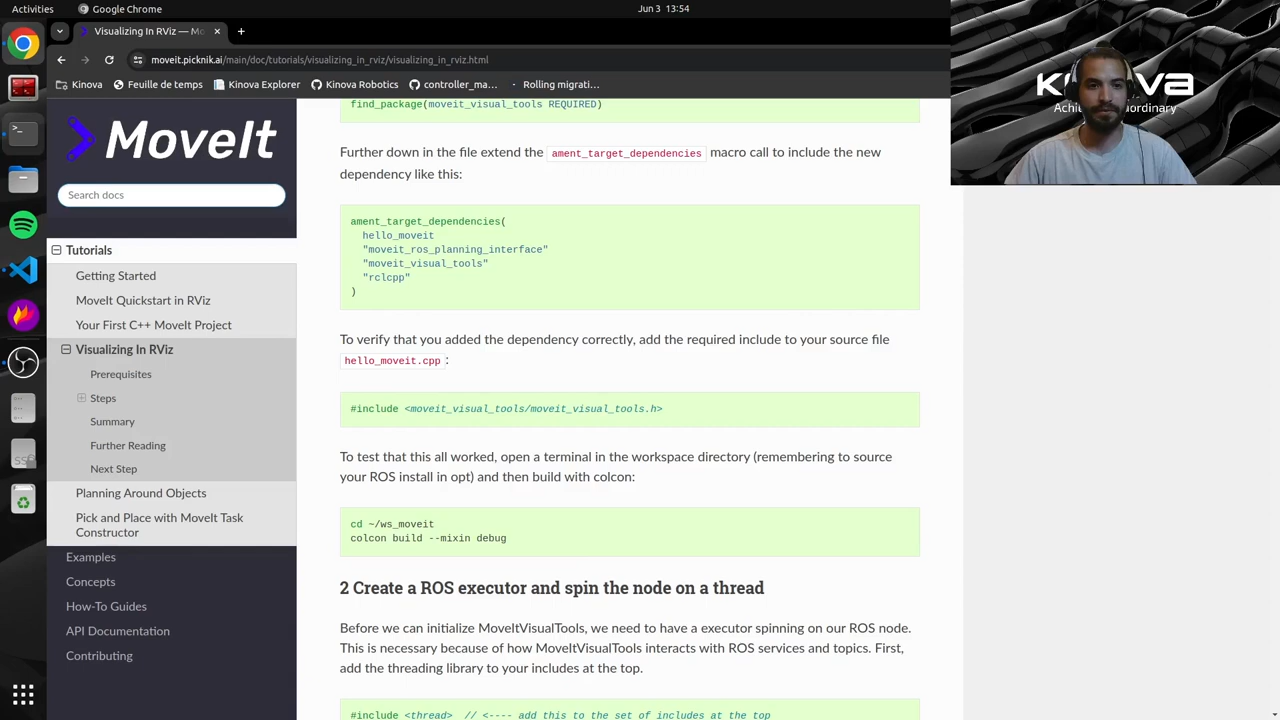 Activities
Google Chrome
Jun 3 13:54
Visualizing In RViz — Mo
moveit.picknik.ai/main/doc/tutorials/visualizing_in_rviz/visualizing_in_rviz.html
Kinova
Feuille de temps
Kinova Explorer
Kinova Robotics
controller_ma...
Rolling migrati...
MoveIt
Search docs
Tutorials
Getting Started
MoveIt Quickstart in RViz
Your First C++ MoveIt Project
Visualizing In RViz
Prerequisites
Steps
Summary
Further Reading
Next Step
Planning Around Objects
Pick and Place with MoveIt Task
Constructor
Examples
Concepts
How-To Guides
API Documentation
Contributing
find_package(moveit_visual_tools REQUIRED)
Further down in the file extend the ament_target_dependencies macro call to include the new
dependency like this:
ament_target_dependencies(
hello_moveit
"moveit_ros_planning_interface"
"moveit_visual_tools"
"rclcpp"
)
To verify that you added the dependency correctly, add the required include to your source file
hello_moveit.cpp :
#include <moveit_visual_tools/moveit_visual_tools.h>
To test that this all worked, open a terminal in the workspace directory (remembering to source
your ROS install in opt) and then build with colcon:
cd ~/ws_moveit
colcon build --mixin debug
2 Create a ROS executor and spin the node on a thread
Before we can initialize MoveItVisualTools, we need to have a executor spinning on our ROS node.
This is necessary because of how MoveItVisualTools interacts with ROS services and topics. First,
add the threading library to your includes at the top.
#include <thread> // <---- add this to the set of includes at the top